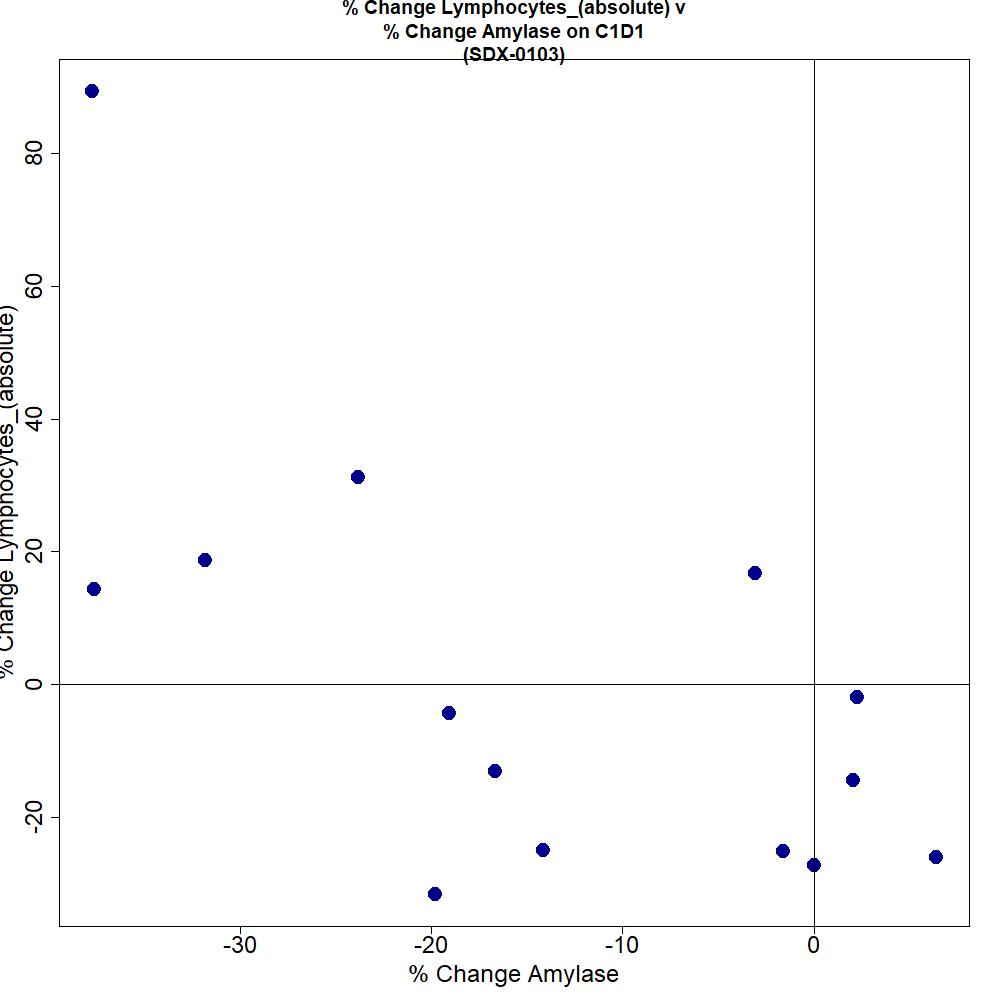 % Change Lymphocytes_(absolute) v
% Change Amylase on C1D1
(SDX-0103)
% Change Lymphocytes_(absolute)
80
60
40
20
0
-20
-30
-20
-10
0
% Change Amylase